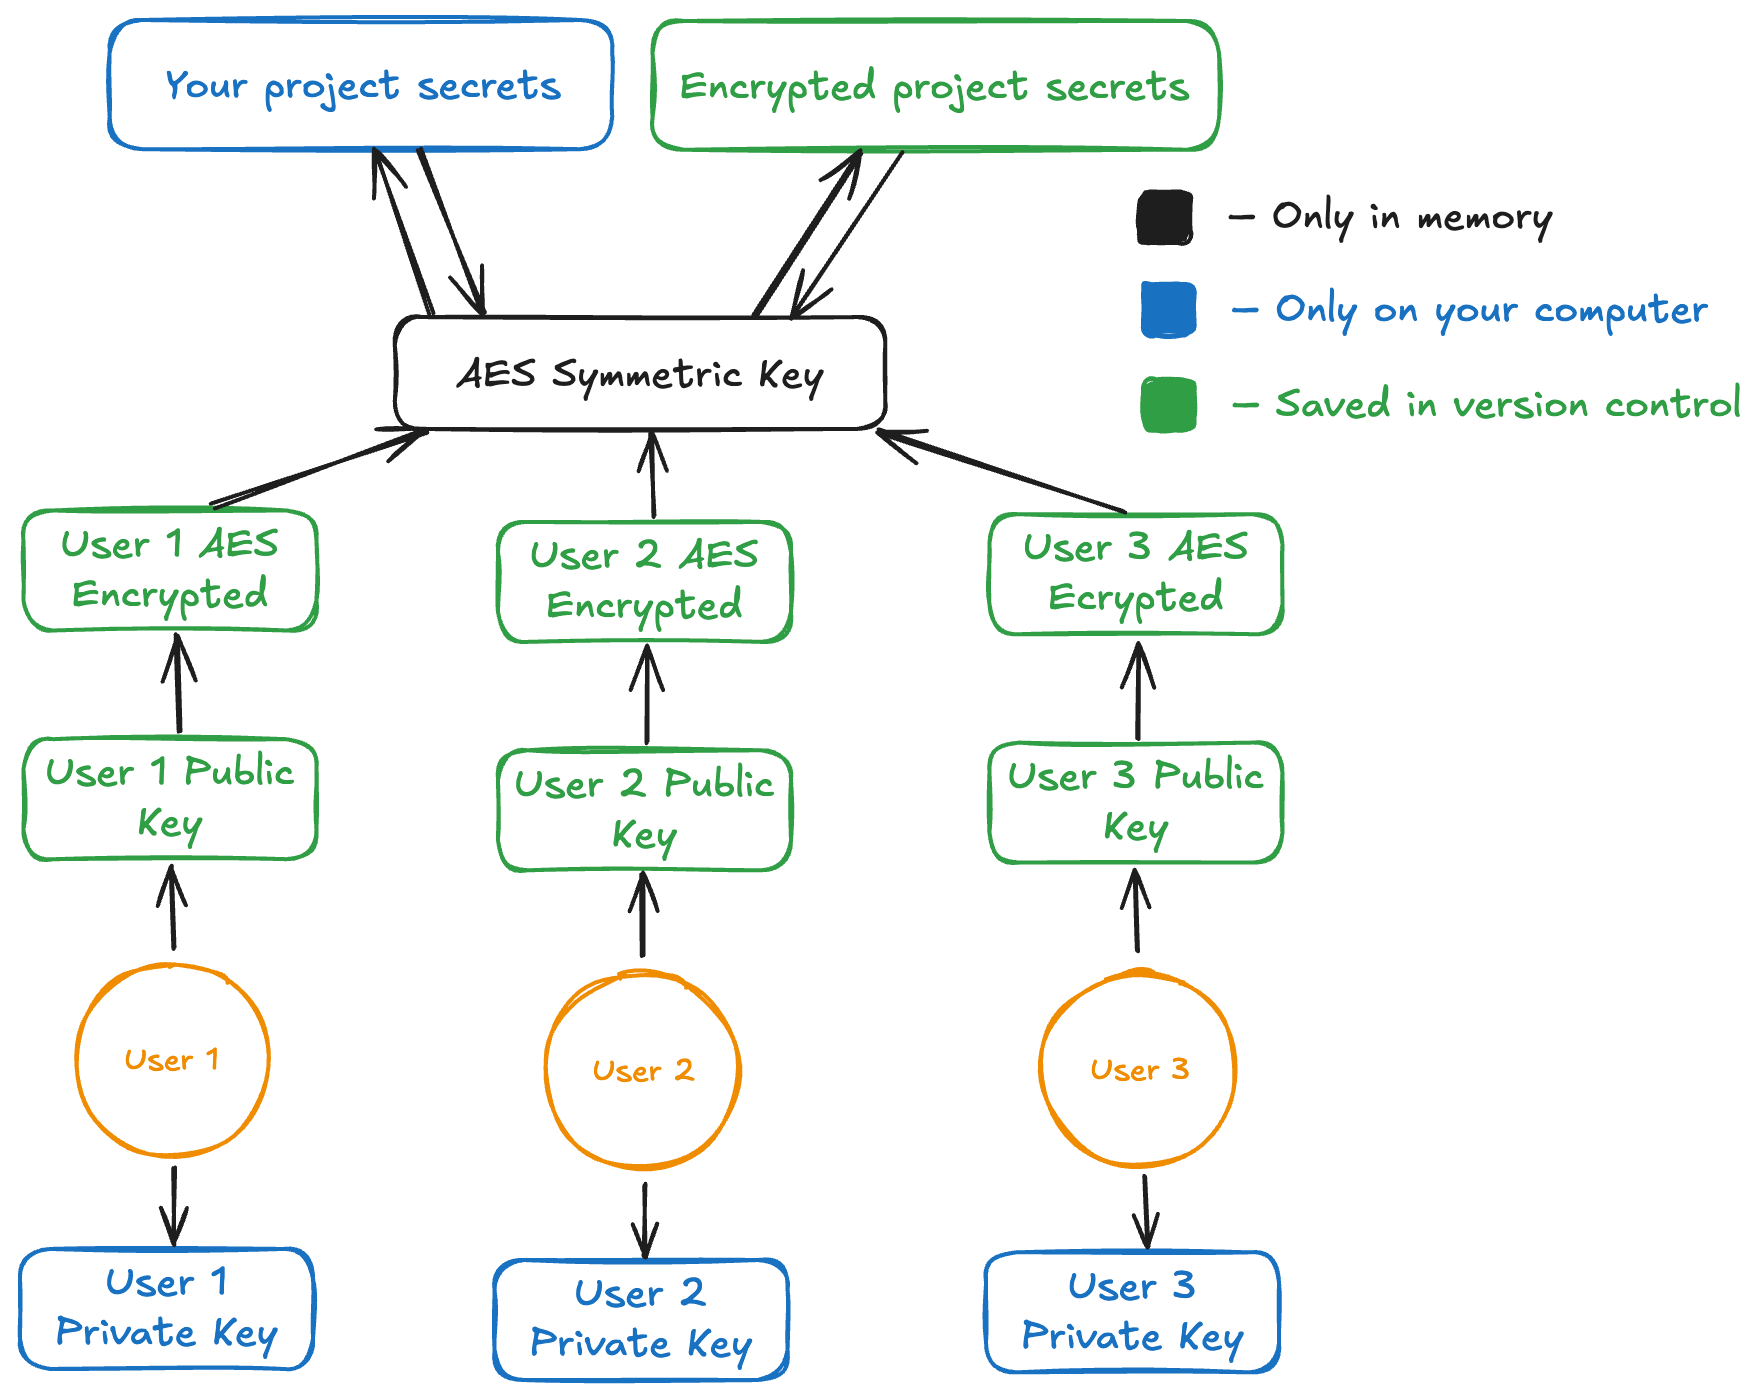 Your project secrets
Encrypted project secrets
– Only in memory
– Only on your computer
AES Symmetric Key
– Saved in version control
User 1 AES
Encrypted
User 2 AES
Encrypted
User 3 AES
Ecrypted
User 1 Public
Key
User 2 Public
Key
User 3 Public
Key
User 1
User 2
User 3
User 1
Private Key
User 2
Private Key
User 3
Private Key